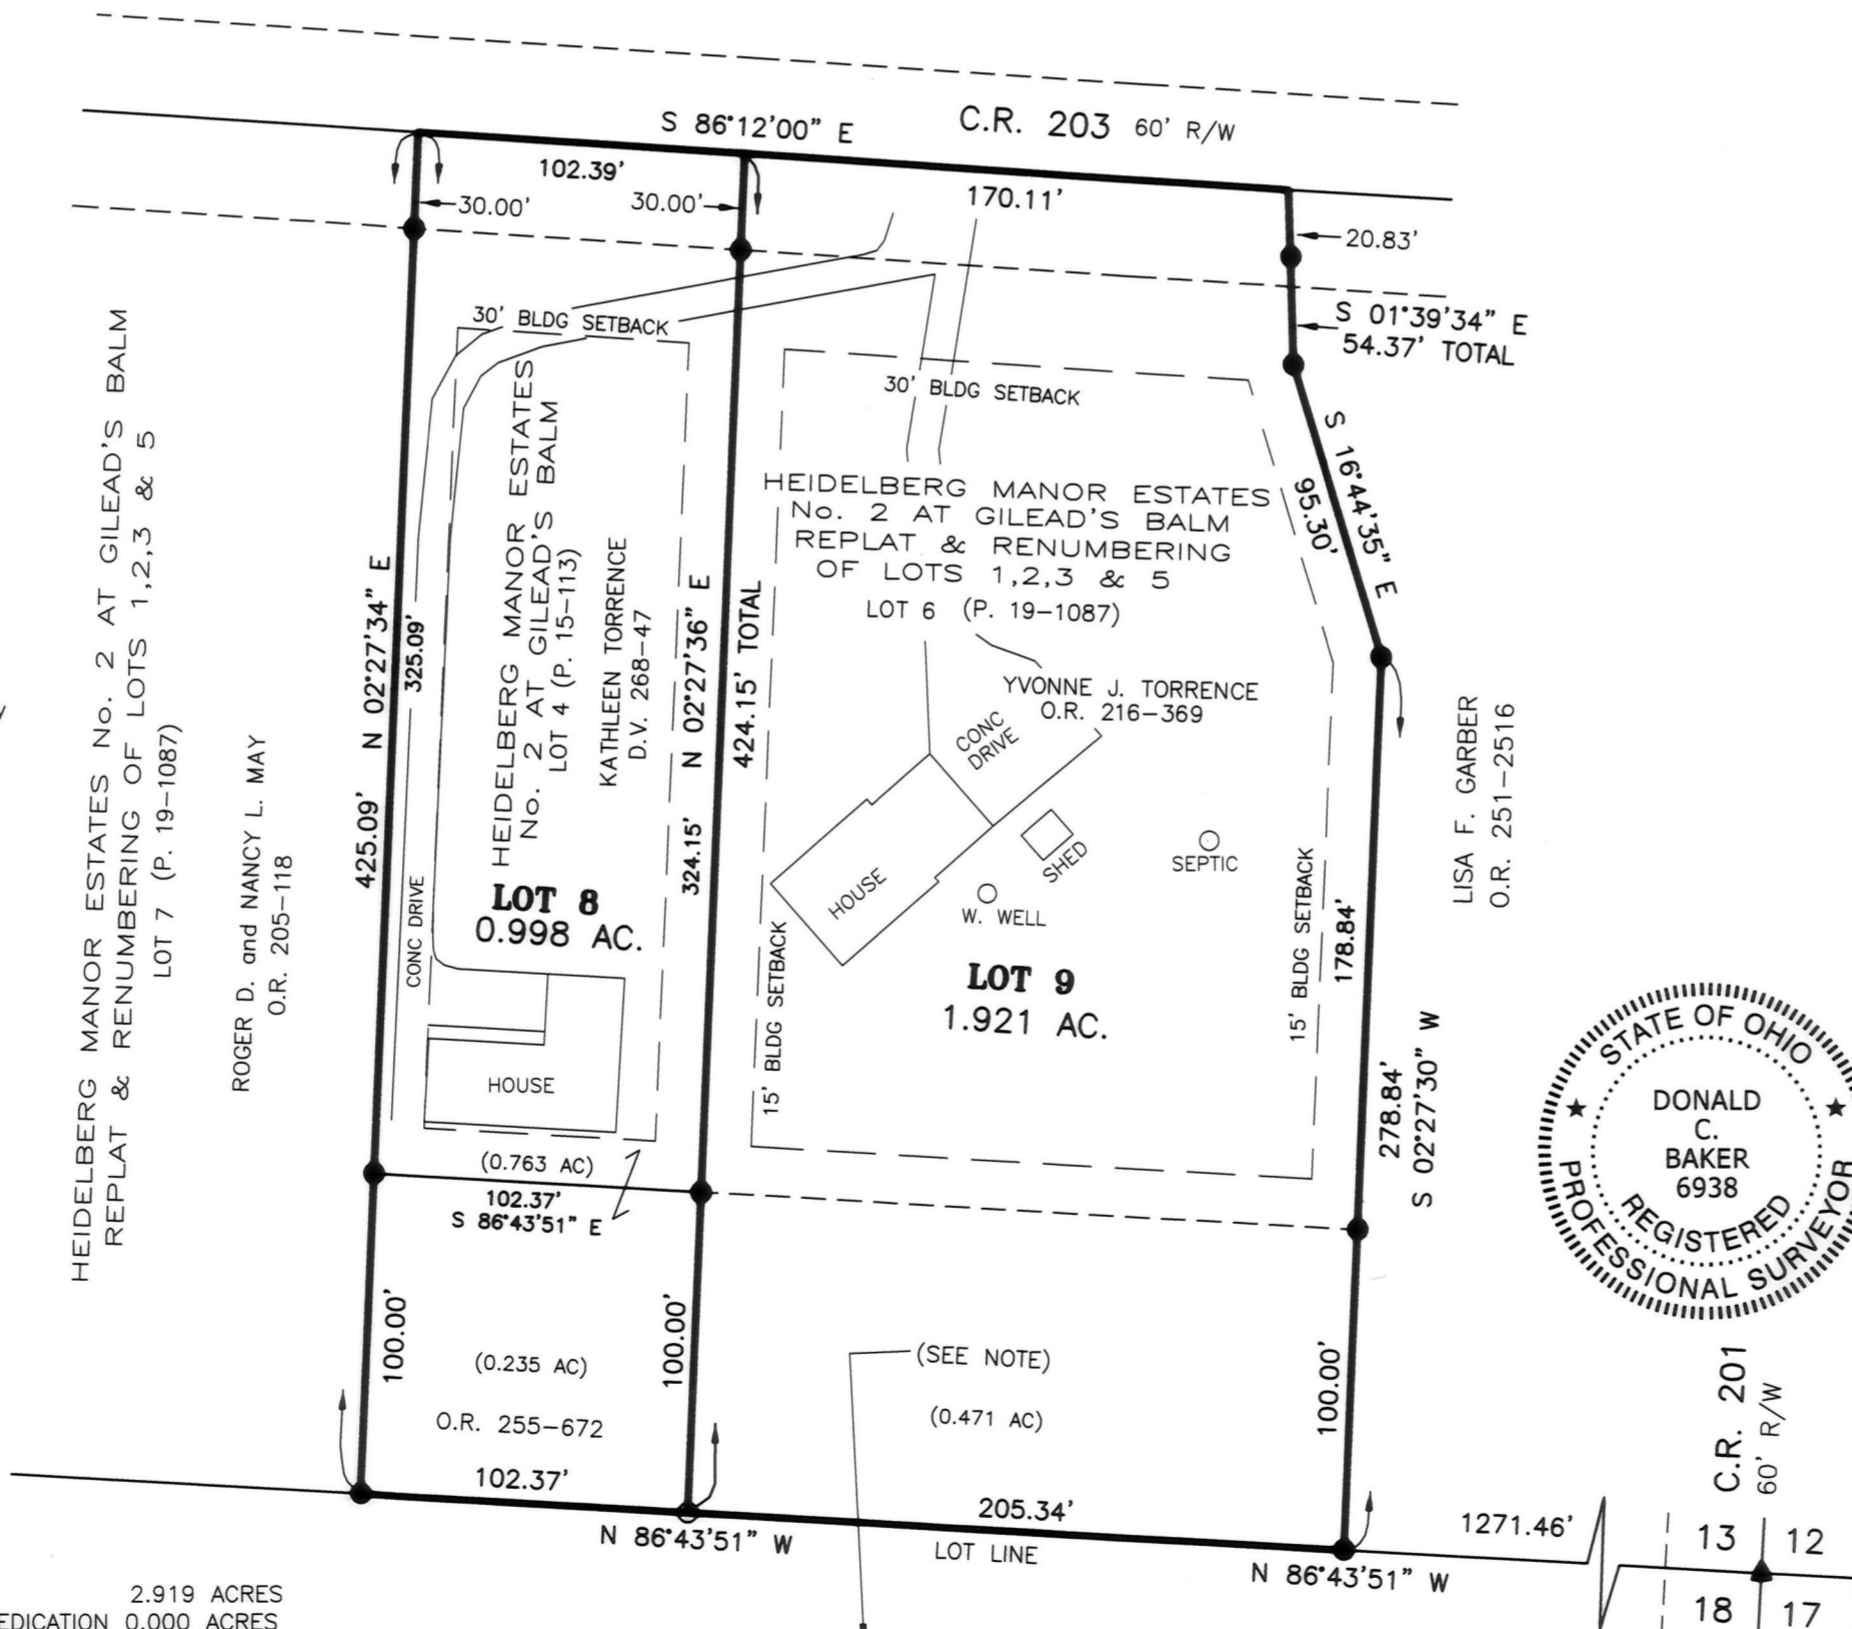 S 86°12'00" E
C.R. 203 60' R/W
102.39'
170.11'
30.00'
30.00'
20.83'
S 01°39'34" E
54.37' TOTAL
30' BLDG SETBACK
30' BLDG SETBACK
S 16°44'35" E
95.30'
HEIDELBERG MANOR ESTATES No. 2 AT GILEAD'S BALM
REPLAT & RENUMBERING OF LOTS 1,2,3 & 5
LOT 7 (P. 19-1087)
ROGER D. and NANCY L. MAY
O.R. 205-118
N 02°27'34" E
425.09'
325.09'
CONC DRIVE
HEIDELBERG MANOR ESTATES
No. 2 AT GILEAD'S BALM
LOT 4 (P. 15-113)
KATHLEEN TORRENCE
D.V. 268-47
LOT 8
0.998 AC.
HOUSE
N 02°27'36" E
324.15'
424.15' TOTAL
HEIDELBERG MANOR ESTATES
No. 2 AT GILEAD'S BALM
REPLAT & RENUMBERING
OF LOTS 1,2,3 & 5
LOT 6 (P. 19-1087)
YVONNE J. TORRENCE
O.R. 216-369
CONC
DRIVE
HOUSE
SHED
W. WELL
SEPTIC
LOT 9
1.921 AC.
15' BLDG SETBACK
15' BLDG SETBACK
178.84'
LISA F. GARBER
O.R. 251-2516
278.84'
S 02°27'30" W
STATE OF OHIO
DONALD
C.
BAKER
6938
REGISTERED
PROFESSIONAL SURVEYOR
(0.763 AC)
102.37'
S 86°43'51" E
100.00'
100.00'
100.00'
(0.235 AC)
O.R. 255-672
102.37'
(SEE NOTE)
(0.471 AC)
205.34'
N 86°43'51" W
LOT LINE
N 86°43'51" W
1271.46'
C.R. 201
60' R/W
13 12
18 17
2.919 ACRES
EDICATION 0.000 ACRES